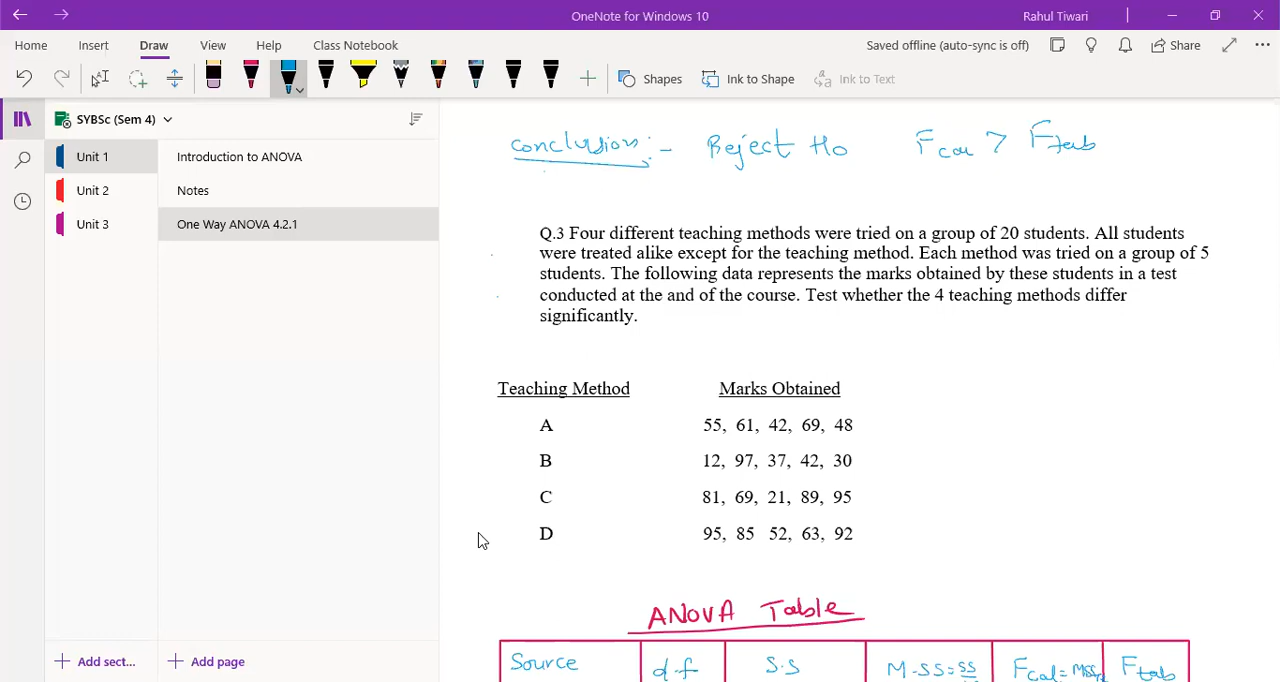 OneNote for Windows 10
Rahul Tiwari
Home Insert Draw View Help Class Notebook
Saved offline (auto-sync is off) Share
Shapes Ink to Shape Ink to Text
SYBSc (Sem 4)
Unit 1 Introduction to ANOVA
Unit 2 Notes
Unit 3 One Way ANOVA 4.2.1
conclusion :- Reject Ho Fcal > Ftab
Q.3 Four different teaching methods were tried on a group of 20 students. All students
were treated alike except for the teaching method. Each method was tried on a group of 5
students. The following data represents the marks obtained by these students in a test
conducted at the and of the course. Test whether the 4 teaching methods differ
significantly.
Teaching Method Marks Obtained
A 55, 61, 42, 69, 48
B 12, 97, 37, 42, 30
C 81, 69, 21, 89, 95
D 95, 85 52, 63, 92
ANOVA Table
Source d.f S.S M.SS=SS Fcal=MSS Ftab
Add sect... Add page